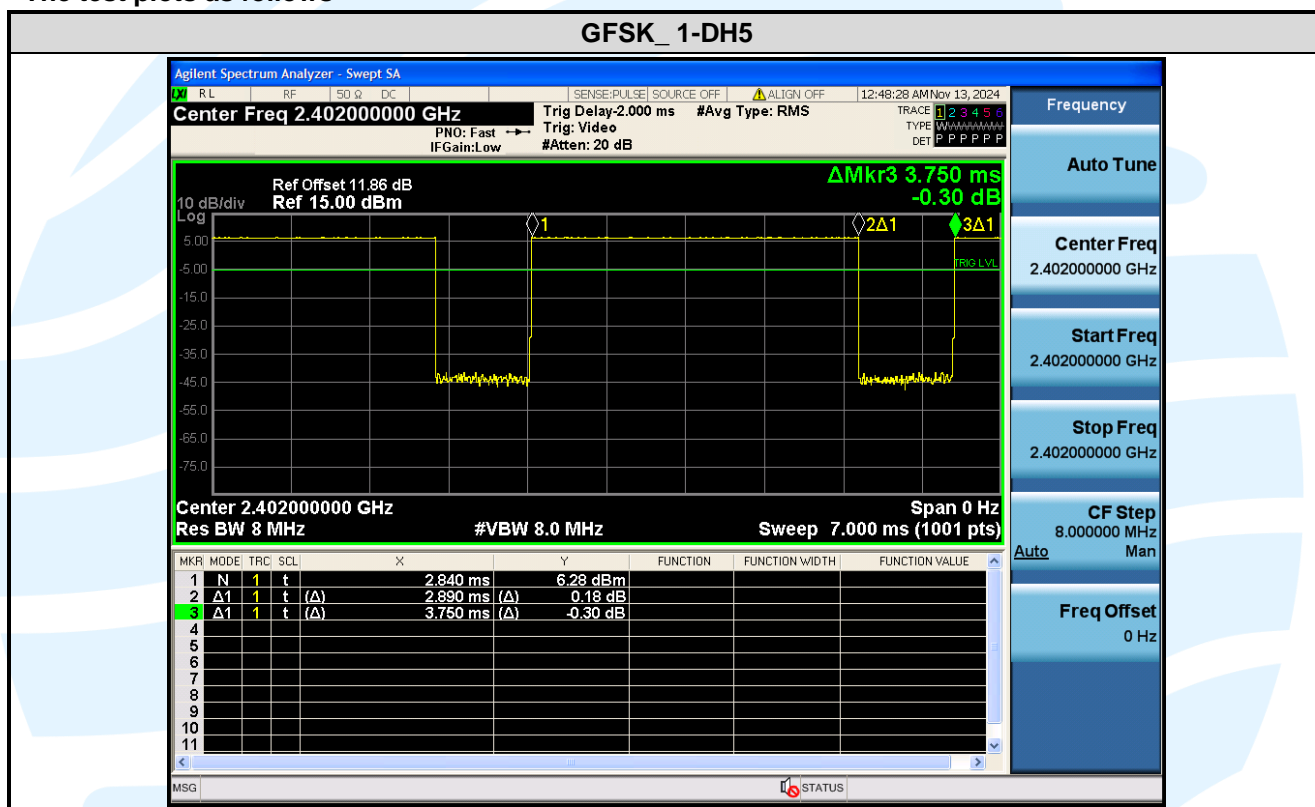 The test plots as follows
GFSK_ 1-DH5
Agilent Spectrum Analyzer - Swept SA
LXI RL RF 50 Ω DC SENSE:PULSE SOURCE OFF ALIGN OFF 12:48:28 AM Nov 13, 2024
Center Freq 2.402000000 GHz
PNO: Fast
IFGain:Low
Trig Delay-2.000 ms
Trig: Video
#Atten: 20 dB
#Avg Type: RMS
TRACE 1 2 3 4 5 6
TYPE WWWWWW
DET P P P P P P
ΔMkr3 3.750 ms
-0.30 dB
Ref Offset 11.86 dB
10 dB/div Ref 15.00 dBm
Log
1 2Δ1 3Δ1
5.00
-5.00
TRIG LVL
-15.0
-25.0
-35.0
-45.0
-55.0
-65.0
-75.0
Center 2.402000000 GHz Span 0 Hz
Res BW 8 MHz #VBW 8.0 MHz Sweep 7.000 ms (1001 pts)
MKR MODE TRC SCL X Y FUNCTION FUNCTION WIDTH FUNCTION VALUE
1 N 1 t 2.840 ms 6.28 dBm
2 Δ1 1 t (Δ) 2.890 ms (Δ) 0.18 dB
3 Δ1 1 t (Δ) 3.750 ms (Δ) -0.30 dB
4
5
6
7
8
9
10
11
MSG STATUS
Frequency
Auto Tune
Center Freq
2.402000000 GHz
Start Freq
2.402000000 GHz
Stop Freq
2.402000000 GHz
CF Step
8.000000 MHz
Auto Man
Freq Offset
0 Hz